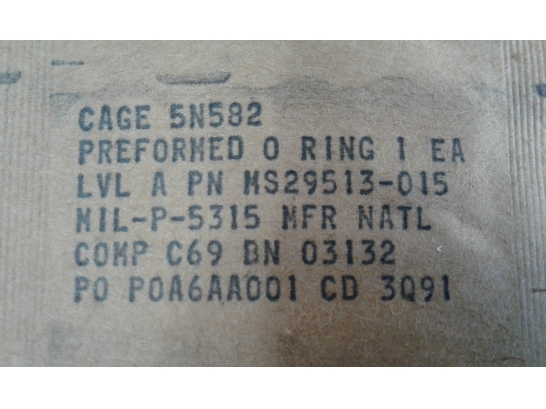 CAGE 5N582
PREFORMED O RING 1 EA
LVL A PN MS29513-015
MIL-P-5315 MFR NATL
COMP C69 BN 03132
PO POA6AA001 CD 3Q91